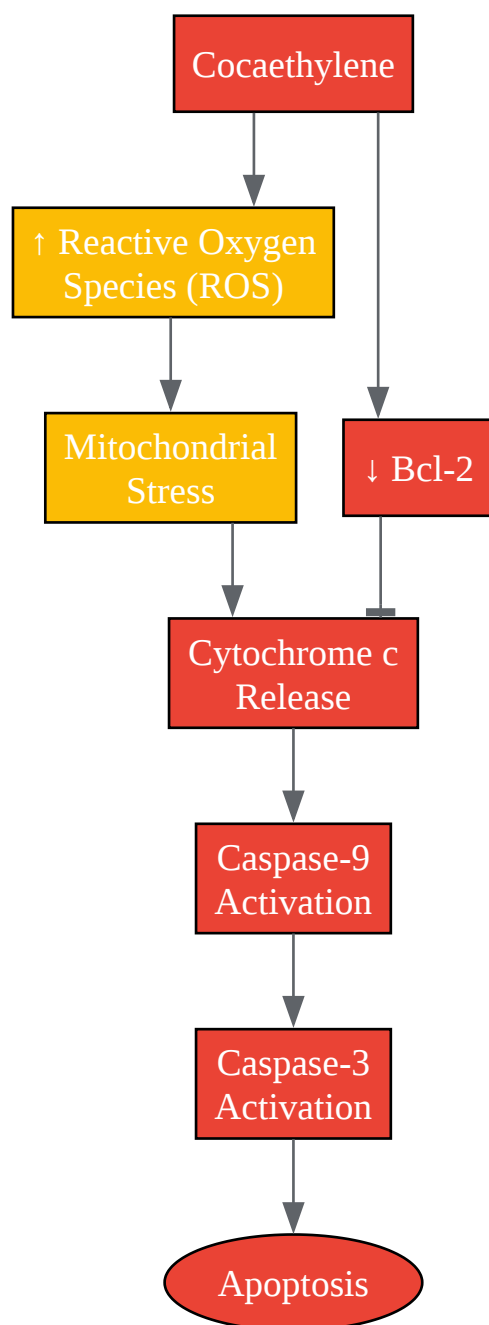 Cocaethylene
↑ Reactive Oxygen
Species (ROS)
Mitochondrial
Stress
↓ Bcl-2
Cytochrome c
Release
Caspase-9
Activation
Caspase-3
Activation
Apoptosis